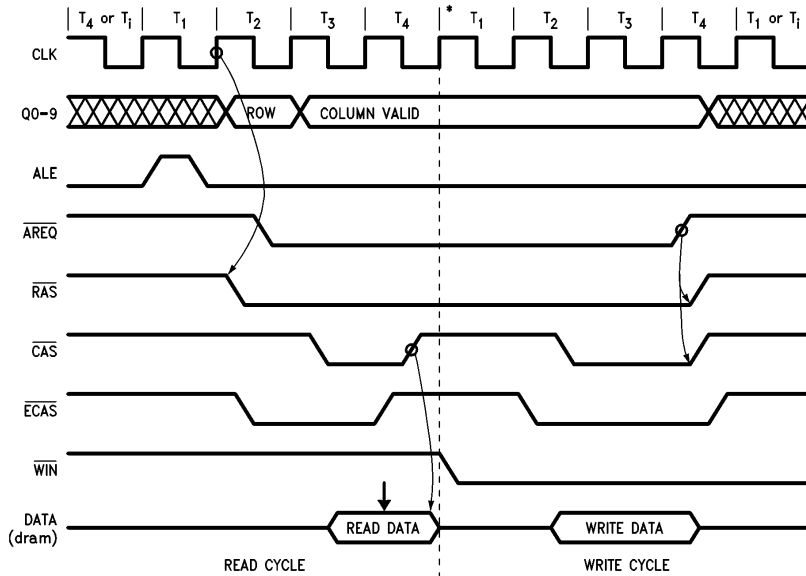 T4 or Ti T1 T2 T3 T4 * T1 T2 T3 T4 T1 or Ti
CLK
Q0-9 ROW COLUMN VALID
ALE
AREQ
RAS
CAS
ECAS
WIN
DATA READ DATA WRITE DATA
(dram)
READ CYCLE WRITE CYCLE